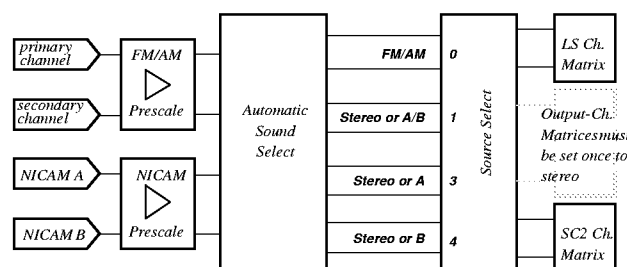 primary
channel
secondary
channel
NICAM A
NICAM B
FM/AM
Prescale
NICAM
Prescale
Automatic
Sound
Select
FM/AM
Stereo or A/B
Stereo or A
Stereo or B
0
1
3
4
Source Select
LS Ch.
Matrix
Output-Ch.
Matricesmust
be set once to
stereo
SC2 Ch.
Matrix